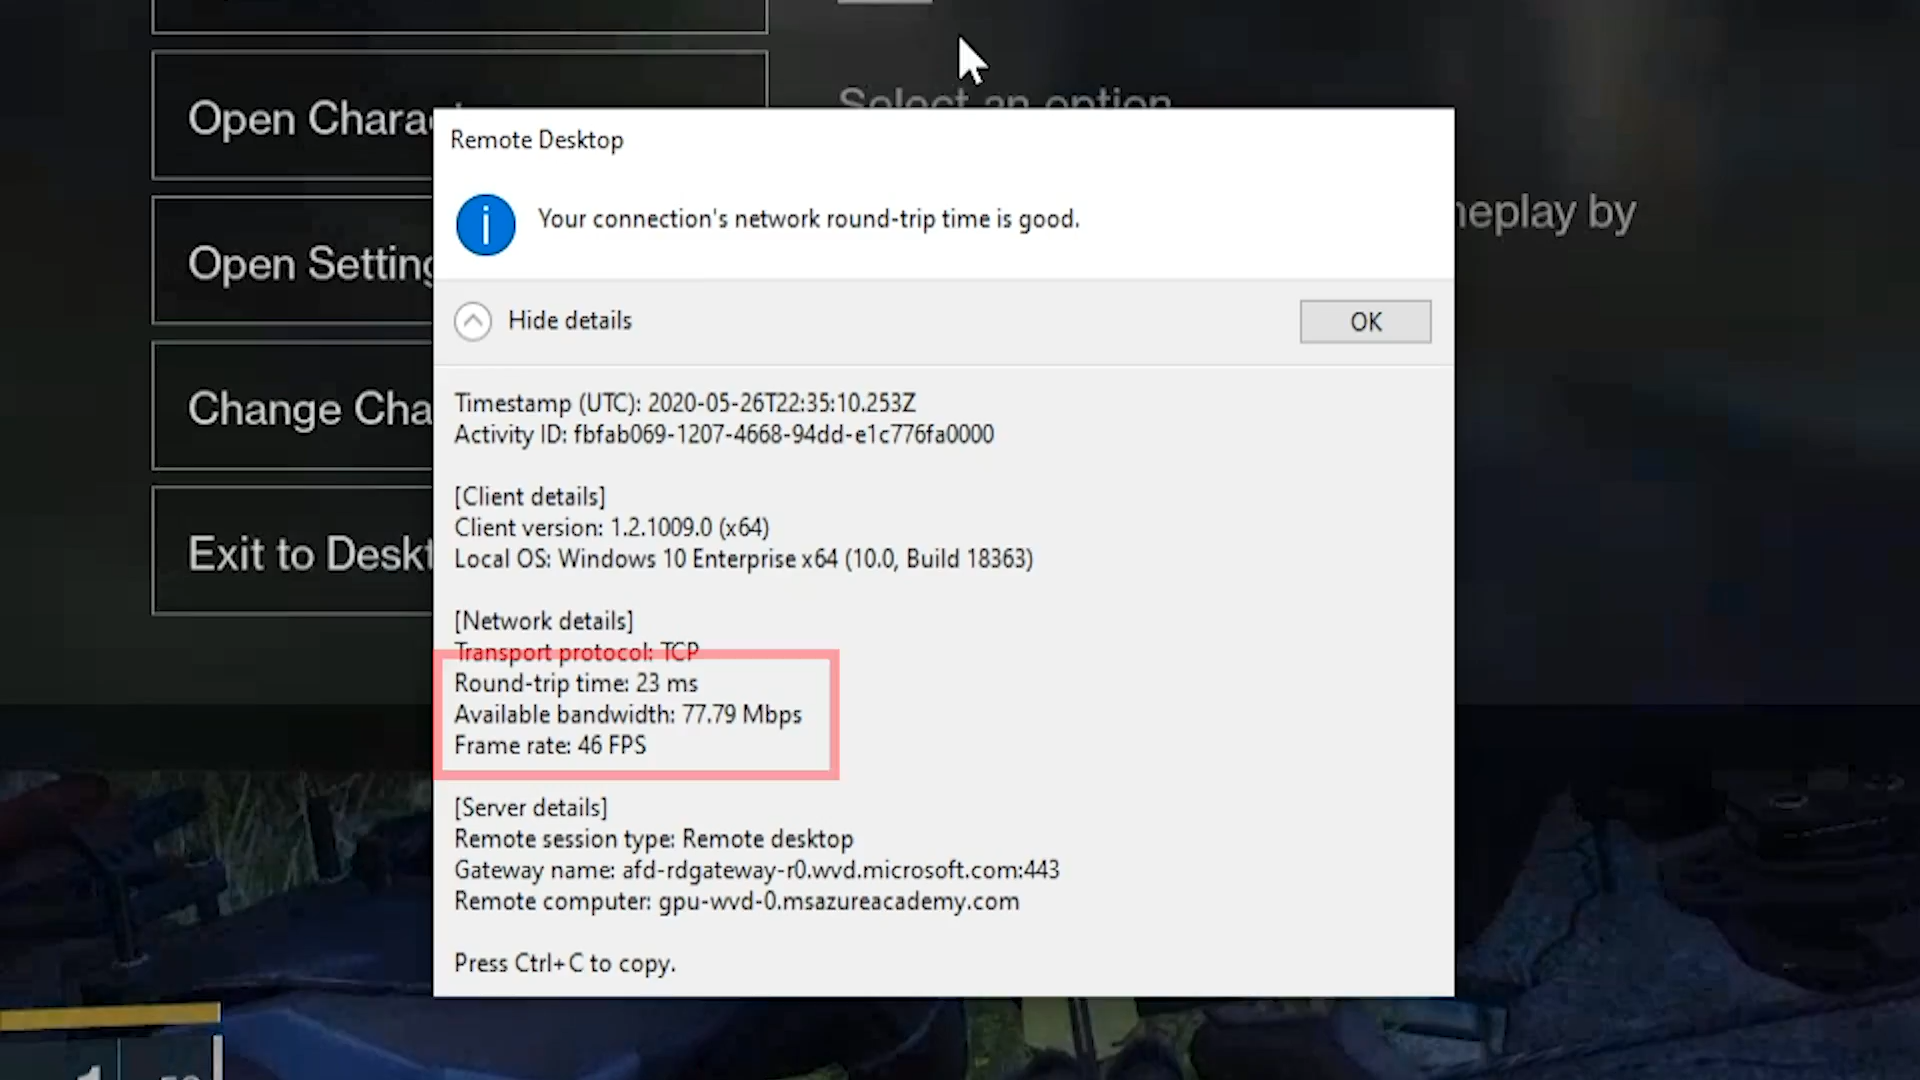 Select an option
Open Charac
Remote Desktop
Your connection's network round-trip time is good.
neplay by
Open Setting
Hide details
OK
Change Cha
Timestamp (UTC): 2020-05-26T22:35:10.253Z
Activity ID: fbfab069-1207-4668-94dd-e1c776fa0000
[Client details]
Client version: 1.2.1009.0 (x64)
Local OS: Windows 10 Enterprise x64 (10.0, Build 18363)
Exit to Deskt
[Network details]
Transport protocol: TCP
Round-trip time: 23 ms
Available bandwidth: 77.79 Mbps
Frame rate: 46 FPS
[Server details]
Remote session type: Remote desktop
Gateway name: afd-rdgateway-r0.wvd.microsoft.com:443
Remote computer: gpu-wvd-0.msazureacademy.com
Press Ctrl+C to copy.